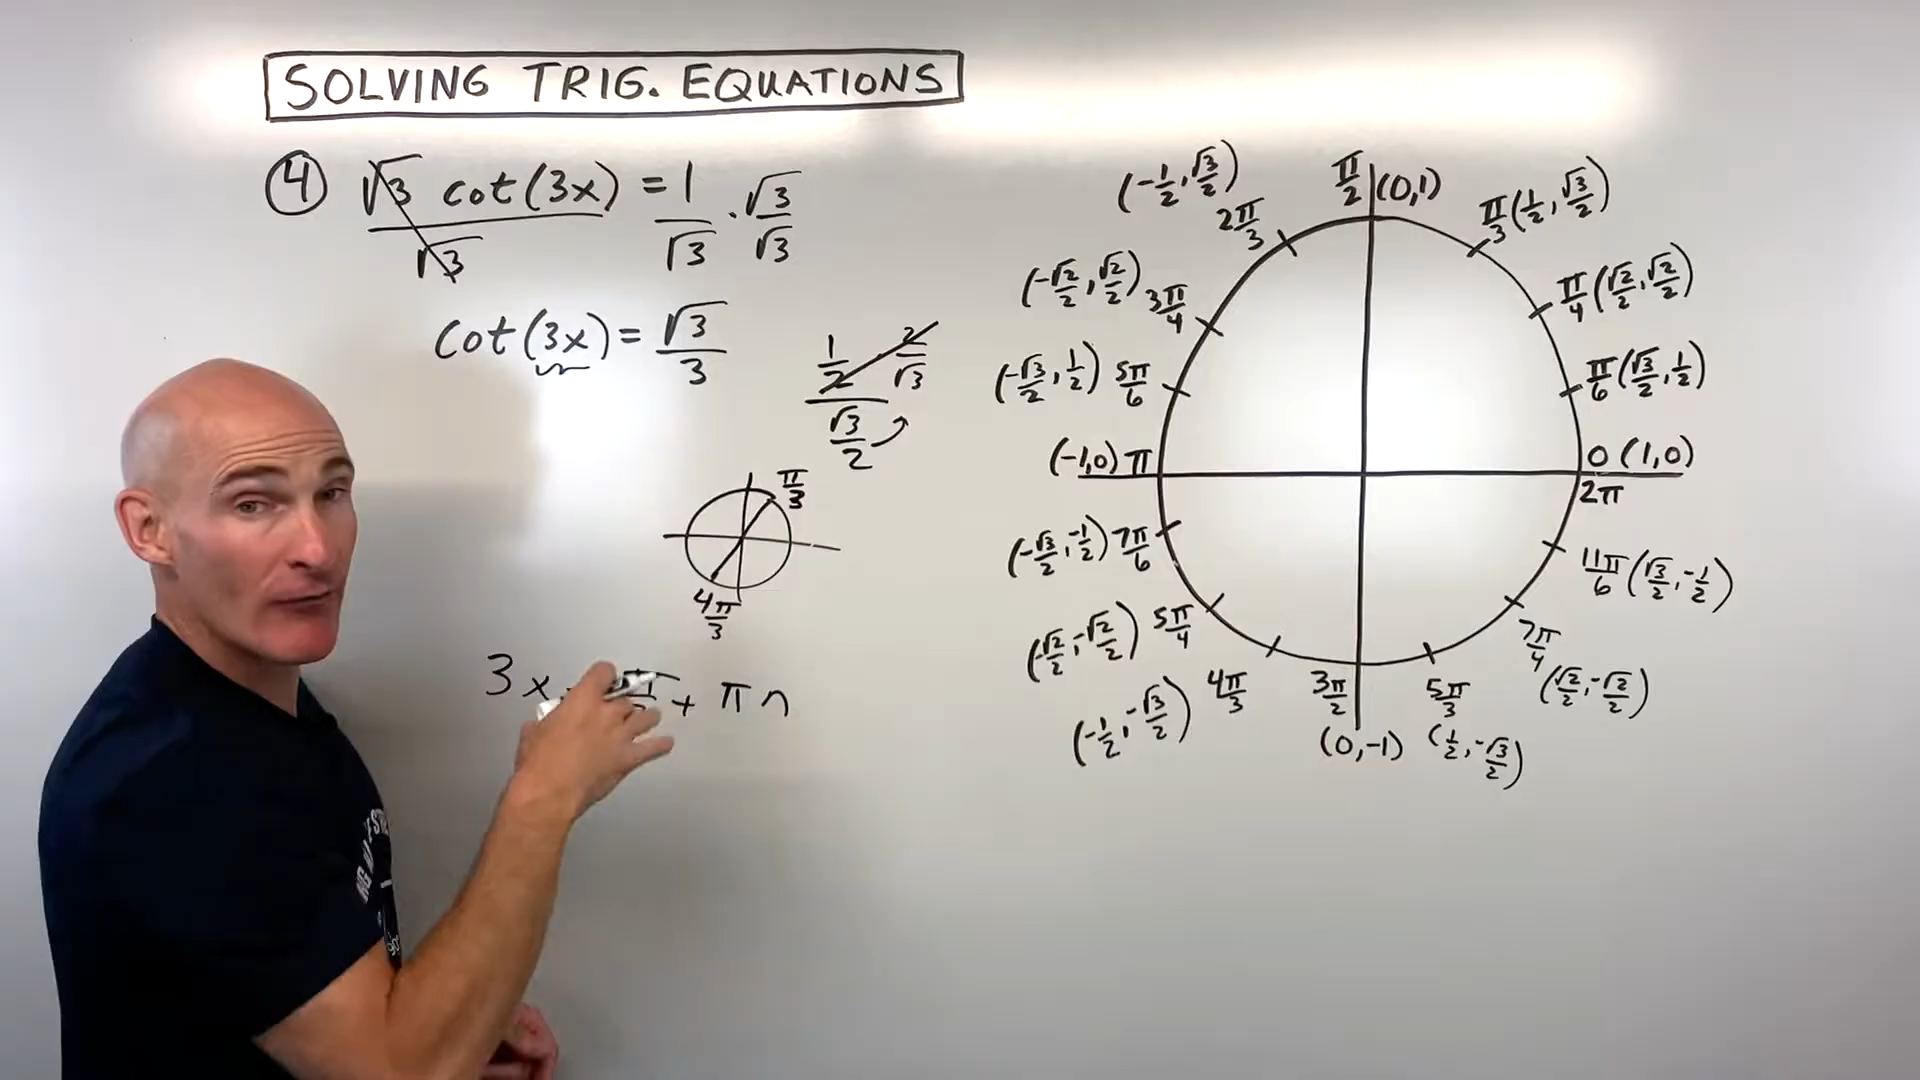 SOLVING TRIG. EQUATIONS
④ √3 cot(3x) = 1 · √3
√3 √3 √3
cot(3x) = √3/3
1/2 2/√3
√3/2
π/3
4π/3
3x π + πn
π/2 (0,1)
π/3 (1/2, √3/2)
π/4 (√2/2, √2/2)
π/6 (√3/2, 1/2)
0 (1,0)
2π
11π/6 (√3/2, -1/2)
7π/4
(√2/2, -√2/2)
5π/3
(1/2, -√3/2)
3π/2
(0,-1)
4π/3
(-1/2, -√3/2)
(-√2/2, -√2/2) 5π/4
(-√3/2, -1/2) 7π/6
(-1,0) π
(-√3/2, 1/2) 5π/6
(-√2/2, √2/2) 3π/4
(-1/2, √3/2)
2π/3